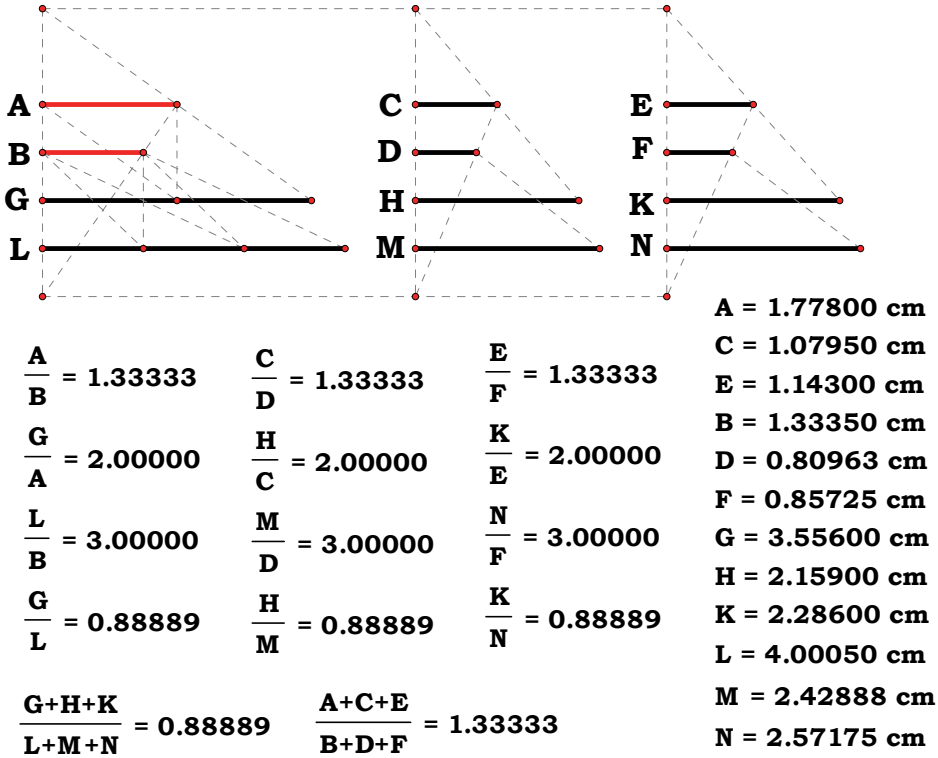 A C E
B D F
G H K
L M N
A = 1.77800 cm
C = 1.07950 cm
E = 1.14300 cm
B = 1.33350 cm
D = 0.80963 cm
F = 0.85725 cm
G = 3.55600 cm
H = 2.15900 cm
K = 2.28600 cm
L = 4.00050 cm
M = 2.42888 cm
N = 2.57175 cm
A/B = 1.33333 C/D = 1.33333 E/F = 1.33333
G/A = 2.00000 H/C = 2.00000 K/E = 2.00000
L/B = 3.00000 M/D = 3.00000 N/F = 3.00000
G/L = 0.88889 H/M = 0.88889 K/N = 0.88889
G+H+K/L+M+N = 0.88889 A+C+E/B+D+F = 1.33333